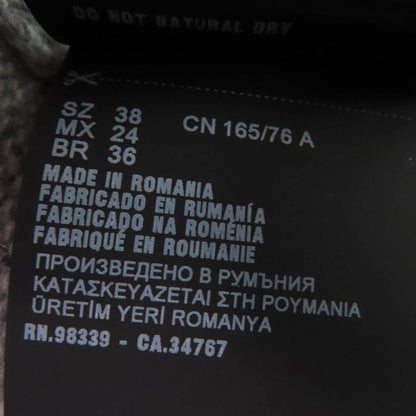 DO NOT NATURAL DRY
SZ 38
MX 24 CN 165/76 A
BR 36
MADE IN ROMANIA
FABRICADO EN RUMANÍA
FABRICADO NA ROMÉNIA
FABRIQUÉ EN ROUMANIE
ПРОИЗВЕДЕНО В РУМЪНИЯ
ΚΑΤΑΣΚΕΥΑΖΕΤΑΙ ΣΤΗ ΡΟΥΜΑΝΙΑ
ÜRETİM YERİ ROMANYA
RN.98339 - CA.34767